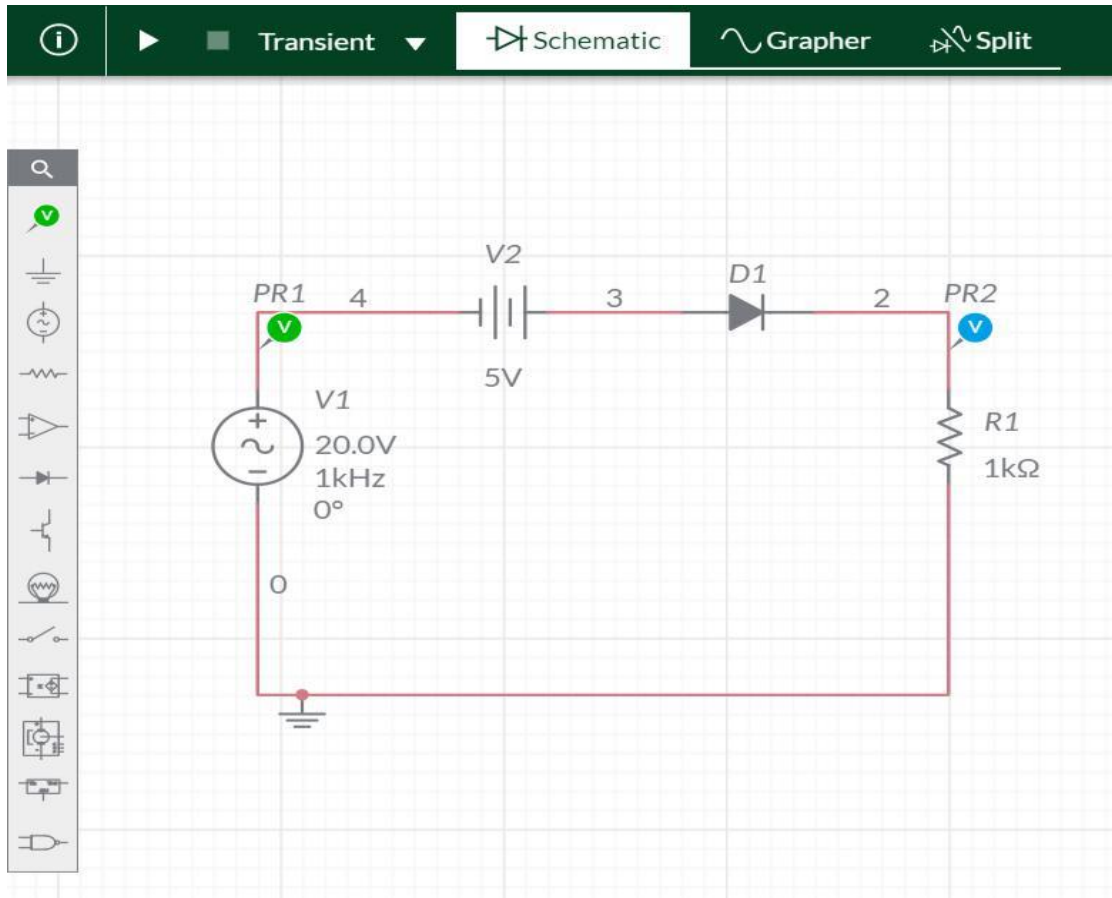 Transient
Schematic
Grapher
Split
V
V2
D1
PR1
4
3
2
PR2
V
V
5V
V1
R1
20.0V
1kΩ
1kHz
0°
0